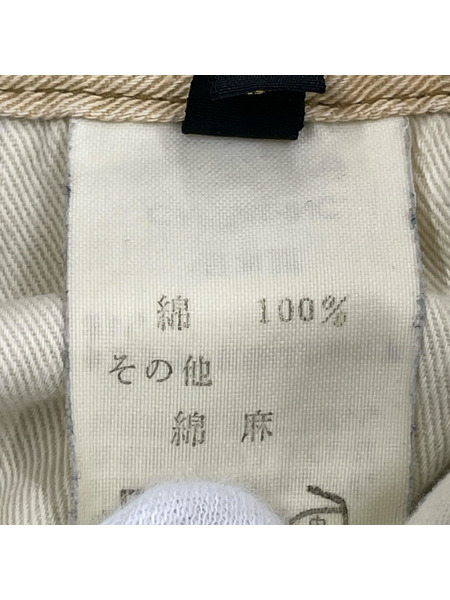 綿 100%
その他
綿 麻